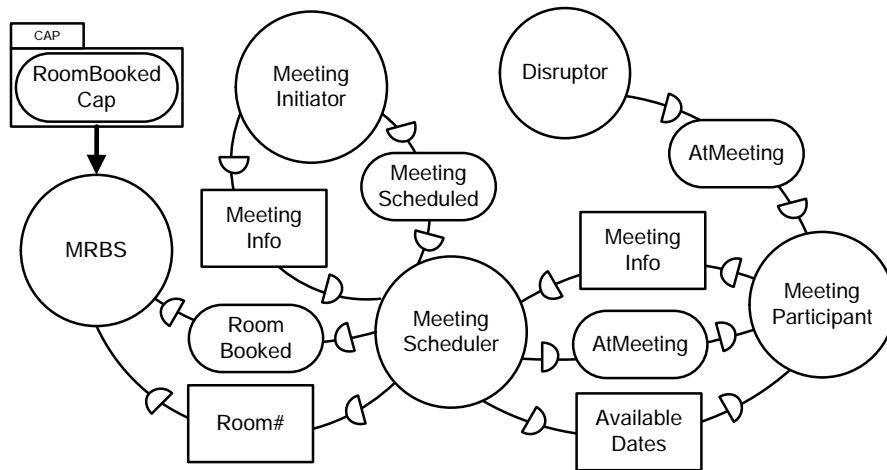 CAP
RoomBooked
Cap
Meeting
Initiator
Disruptor
AtMeeting
Meeting
Scheduled
MRBS
Meeting
Info
Meeting
Info
Meeting
Participant
Room
Booked
Meeting
Scheduler
AtMeeting
Room#
Available
Dates